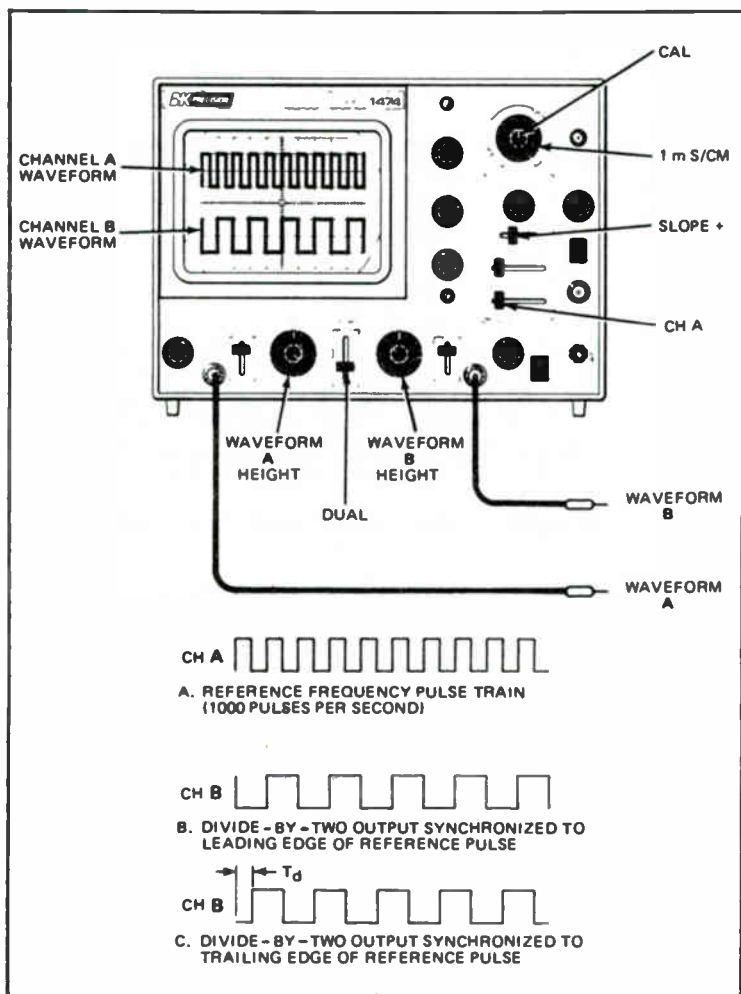 CAL
BK PRECISION
1474
1 m S/CM
CHANNEL A
WAVEFORM
CHANNEL B
WAVEFORM
SLOPE +
CH A
WAVEFORM
A
HEIGHT
WAVEFORM
B
HEIGHT
DUAL
WAVEFORM
B
WAVEFORM
A
CH A
A. REFERENCE FREQUENCY PULSE TRAIN
(1000 PULSES PER SECOND)
CH B
B. DIVIDE-BY-TWO OUTPUT SYNCHRONIZED TO
LEADING EDGE OF REFERENCE PULSE
Td
CH B
C. DIVIDE-BY-TWO OUTPUT SYNCHRONIZED TO
TRAILING EDGE OF REFERENCE PULSE